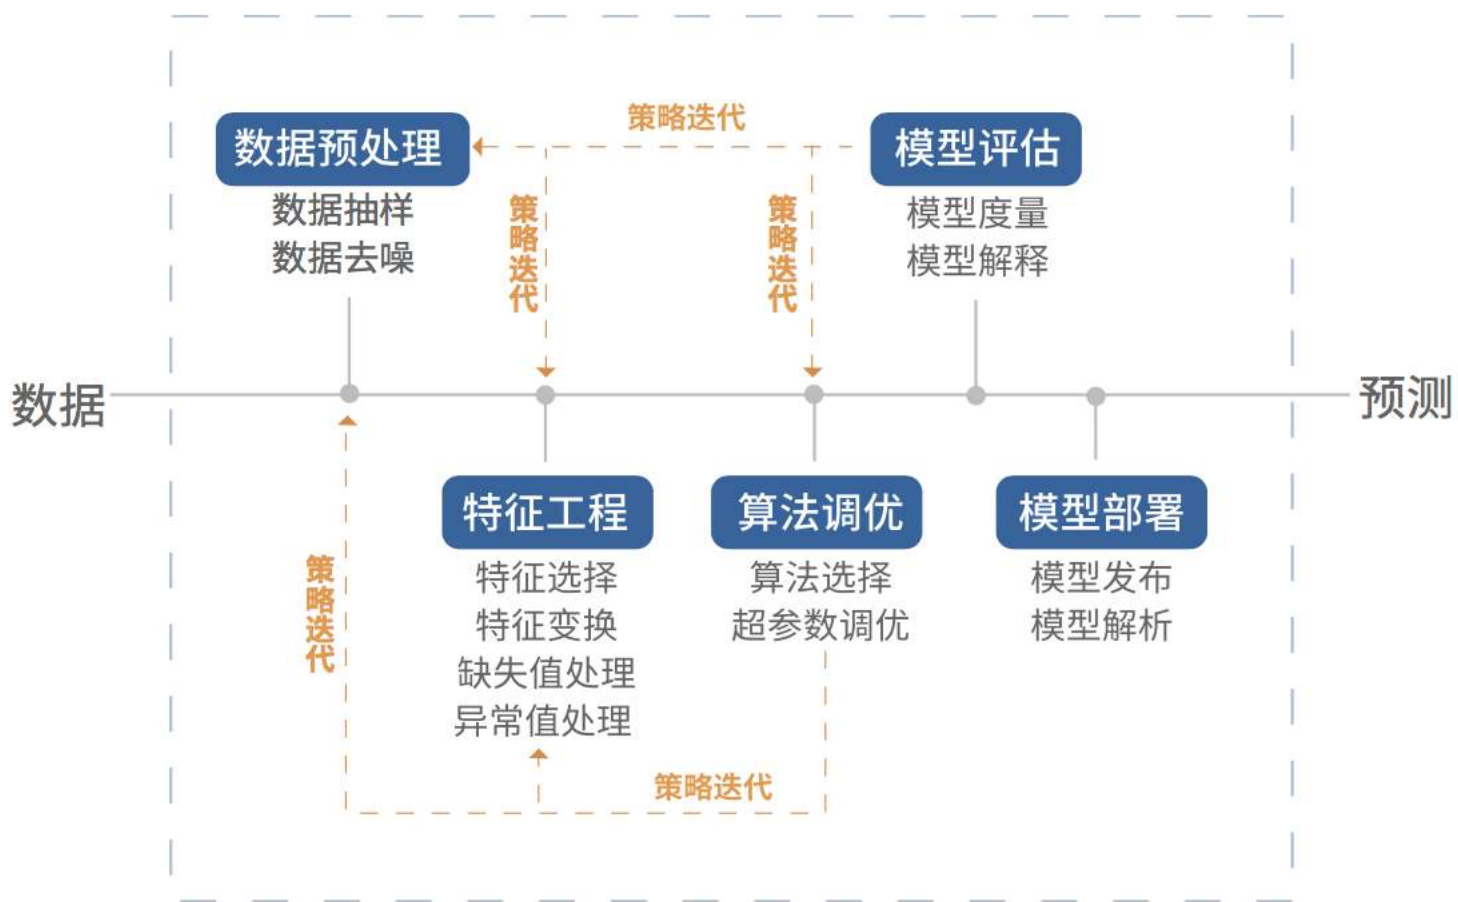 策略迭代
数据预处理
模型评估
数据抽样
数据去噪
策略迭代
策略迭代
模型度量
模型解释
数据
预测
特征工程
算法调优
模型部署
策略迭代
特征选择
特征变换
缺失值处理
异常值处理
算法选择
超参数调优
模型发布
模型解析
策略迭代